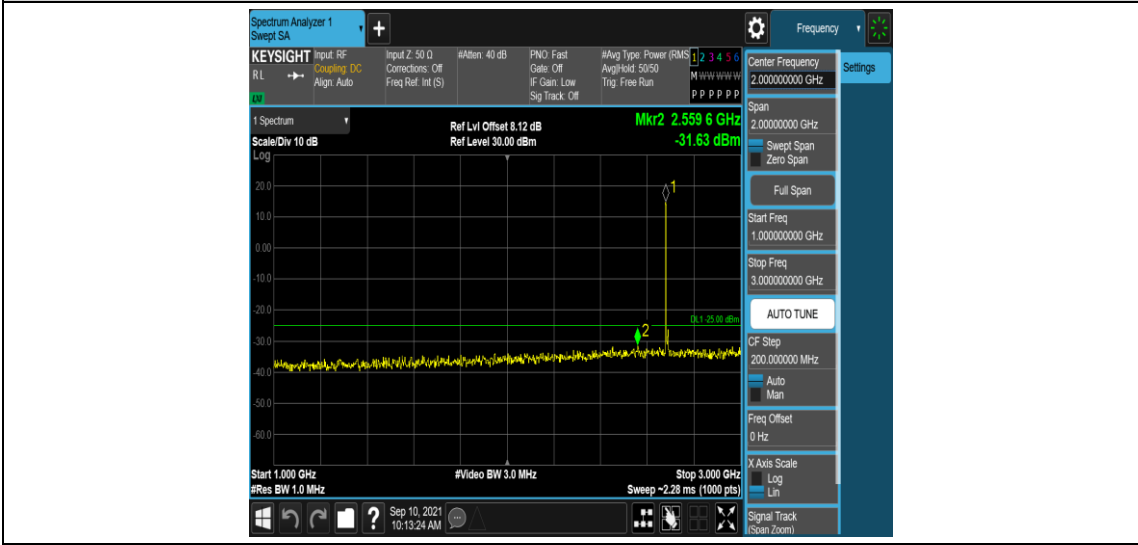 Spectrum Analyzer 1
Swept SA
+
Frequency
KEYSIGHT
RL
Input: RF
Coupling: DC
Align: Auto
Input Z: 50 Ω
Corrections: Off
Freq Ref: Int (S)
#Atten: 40 dB
PNO: Fast
Gate: Off
IF Gain: Low
Sig Track: Off
#Avg Type: Power (RMS
Avg|Hold: 50/50
Trig: Free Run
1 2 3 4 5 6
M W W W W W
P P P P P P
1 Spectrum
Scale/Div 10 dB
Log
Ref Lvl Offset 8.12 dB
Ref Level 30.00 dBm
Mkr2 2.559 6 GHz
-31.63 dBm
20.0
10.0
0.00
-10.0
-20.0
-30.0
-40.0
-50.0
-60.0
1
2
DL1 -25.00 dBm
Start 1.000 GHz
#Res BW 1.0 MHz
#Video BW 3.0 MHz
Stop 3.000 GHz
Sweep ~2.28 ms (1000 pts)
?
Sep 10, 2021
10:13:24 AM
Center Frequency
2.000000000 GHz
Settings
Span
2.00000000 GHz
Swept Span
Zero Span
Full Span
Start Freq
1.000000000 GHz
Stop Freq
3.000000000 GHz
AUTO TUNE
CF Step
200.000000 MHz
Auto
Man
Freq Offset
0 Hz
X Axis Scale
Log
Lin
Signal Track
(Span Zoom)